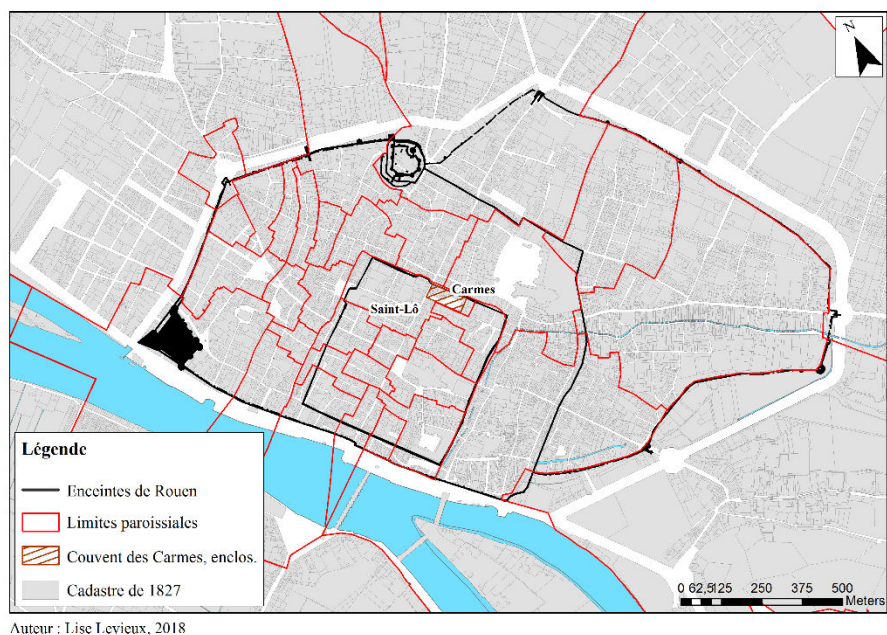 N
Carmes
Saint-Lô
Légende
Enceintes de Rouen
Limites paroissiales
Couvent des Carmes, enclos.
Cadastre de 1827
0 62,5125 250 375 500
Meters
Auteur : Lise Levieux, 2018